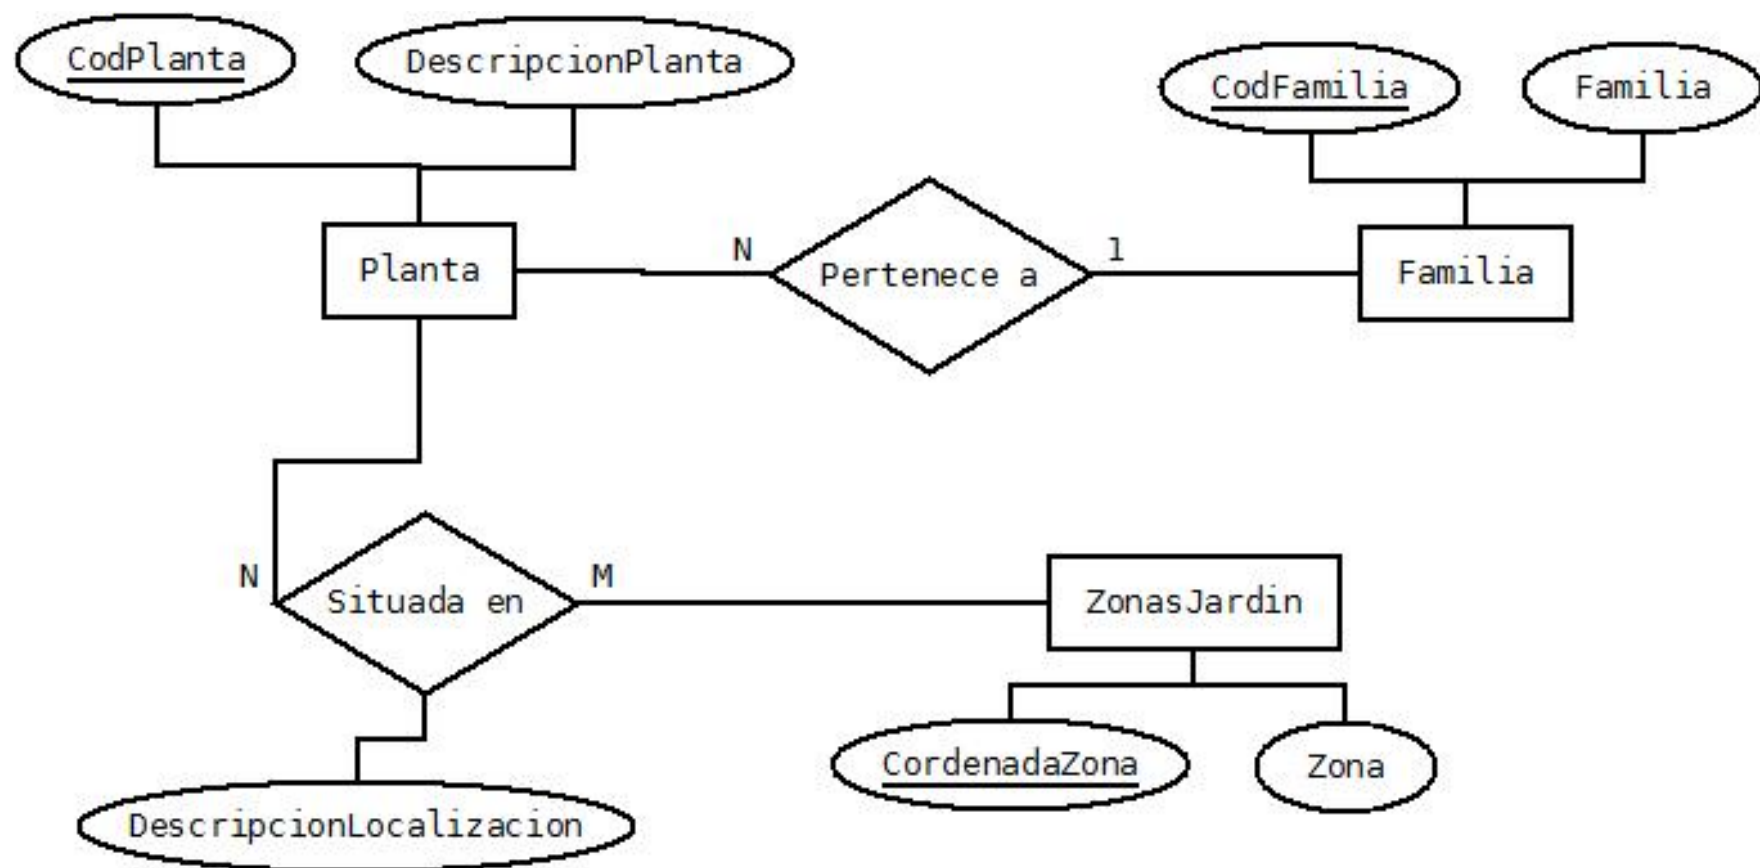 CodPlanta
DescripcionPlanta
CodFamilia
Familia
Planta
N
Pertenece a
1
Familia
N
Situada en
M
ZonasJardin
CordenadaZona
Zona
DescripcionLocalizacion